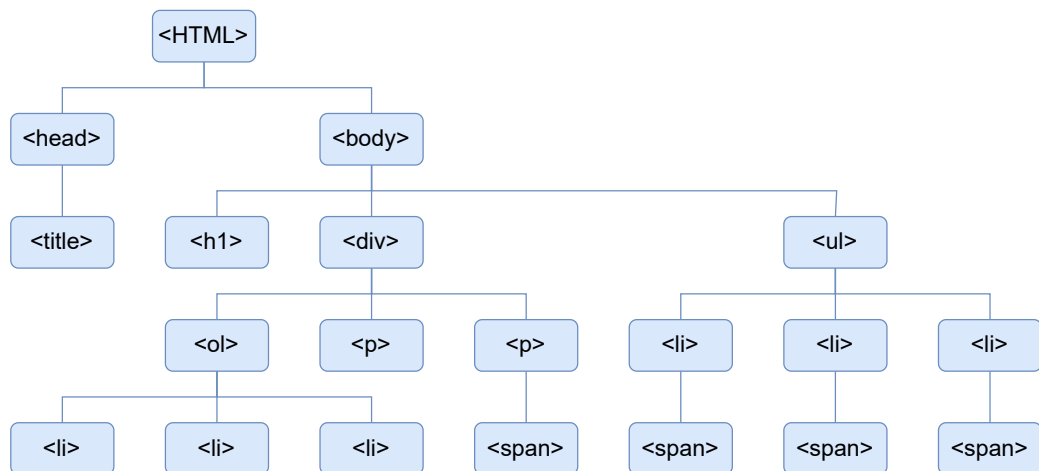 <HTML>
<head> <body>
<title> <h1> <div> <ul>
<ol> <p> <p> <li> <li> <li>
<li> <li> <li> <span> <span> <span> <span>